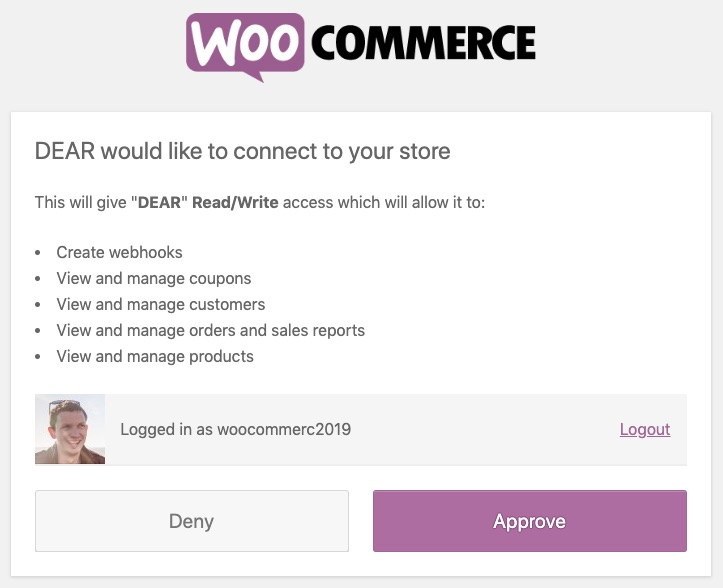 WOO COMMERCE
DEAR would like to connect to your store
This will give "DEAR" Read/Write access which will allow it to:
• Create webhooks
• View and manage coupons
• View and manage customers
• View and manage orders and sales reports
• View and manage products
Logged in as woocommerc2019 Logout
Deny Approve